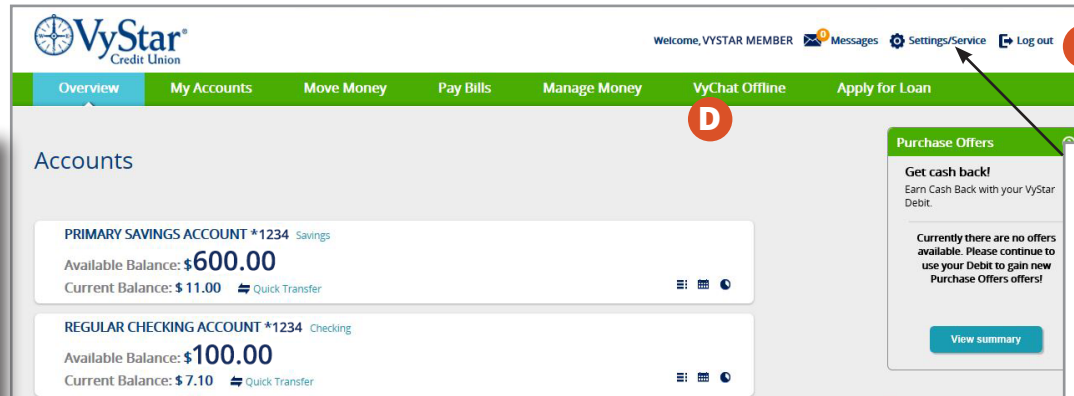 VyStar®
Credit Union
Welcome, VYSTAR MEMBER 0 Messages Settings/Service Log out
Overview My Accounts Move Money Pay Bills Manage Money VyChat Offline Apply for Loan
D
Accounts
PRIMARY SAVINGS ACCOUNT *1234 Savings
Available Balance: $600.00
Current Balance: $ 11.00 Quick Transfer
REGULAR CHECKING ACCOUNT *1234 Checking
Available Balance: $100.00
Current Balance: $ 7.10 Quick Transfer
Purchase Offers
Get cash back!
Earn Cash Back with your VyStar
Debit.
Currently there are no offers
available. Please continue to
use your Debit to gain new
Purchase Offers offers!
View summary